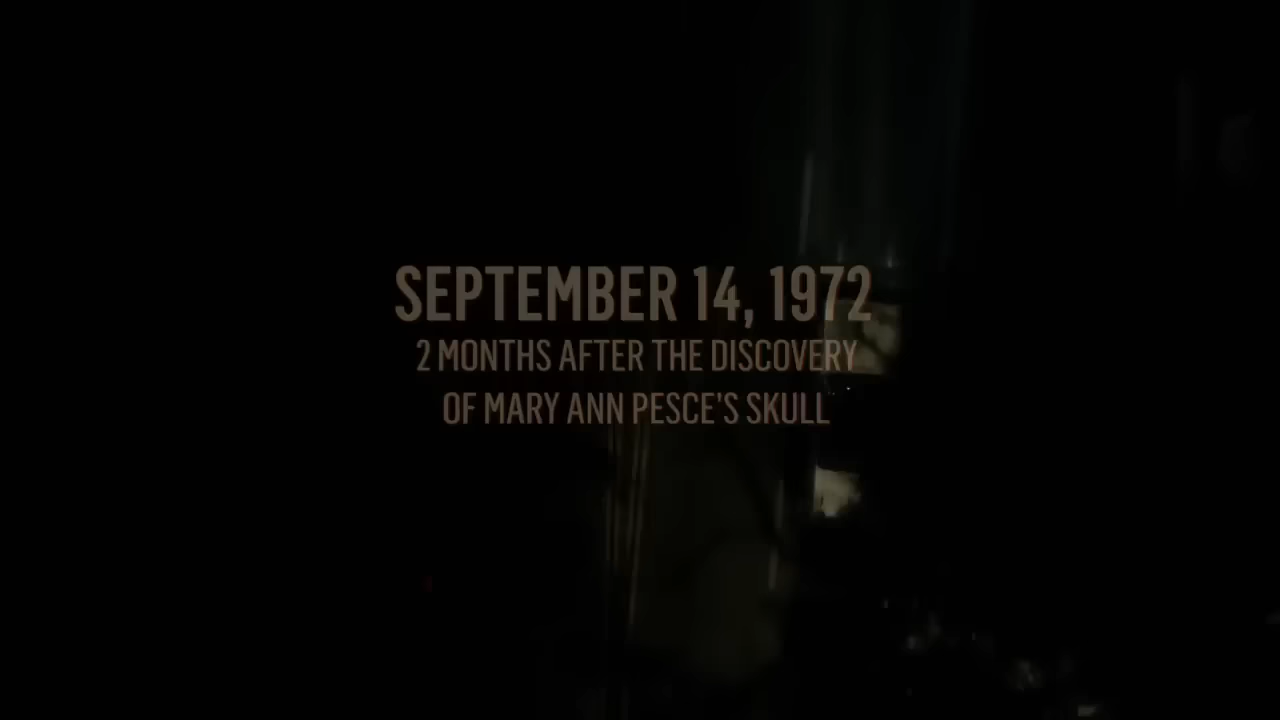 SEPTEMBER 14, 1972
2 MONTHS AFTER THE DISCOVERY
OF MARY ANN PESCE'S SKULL